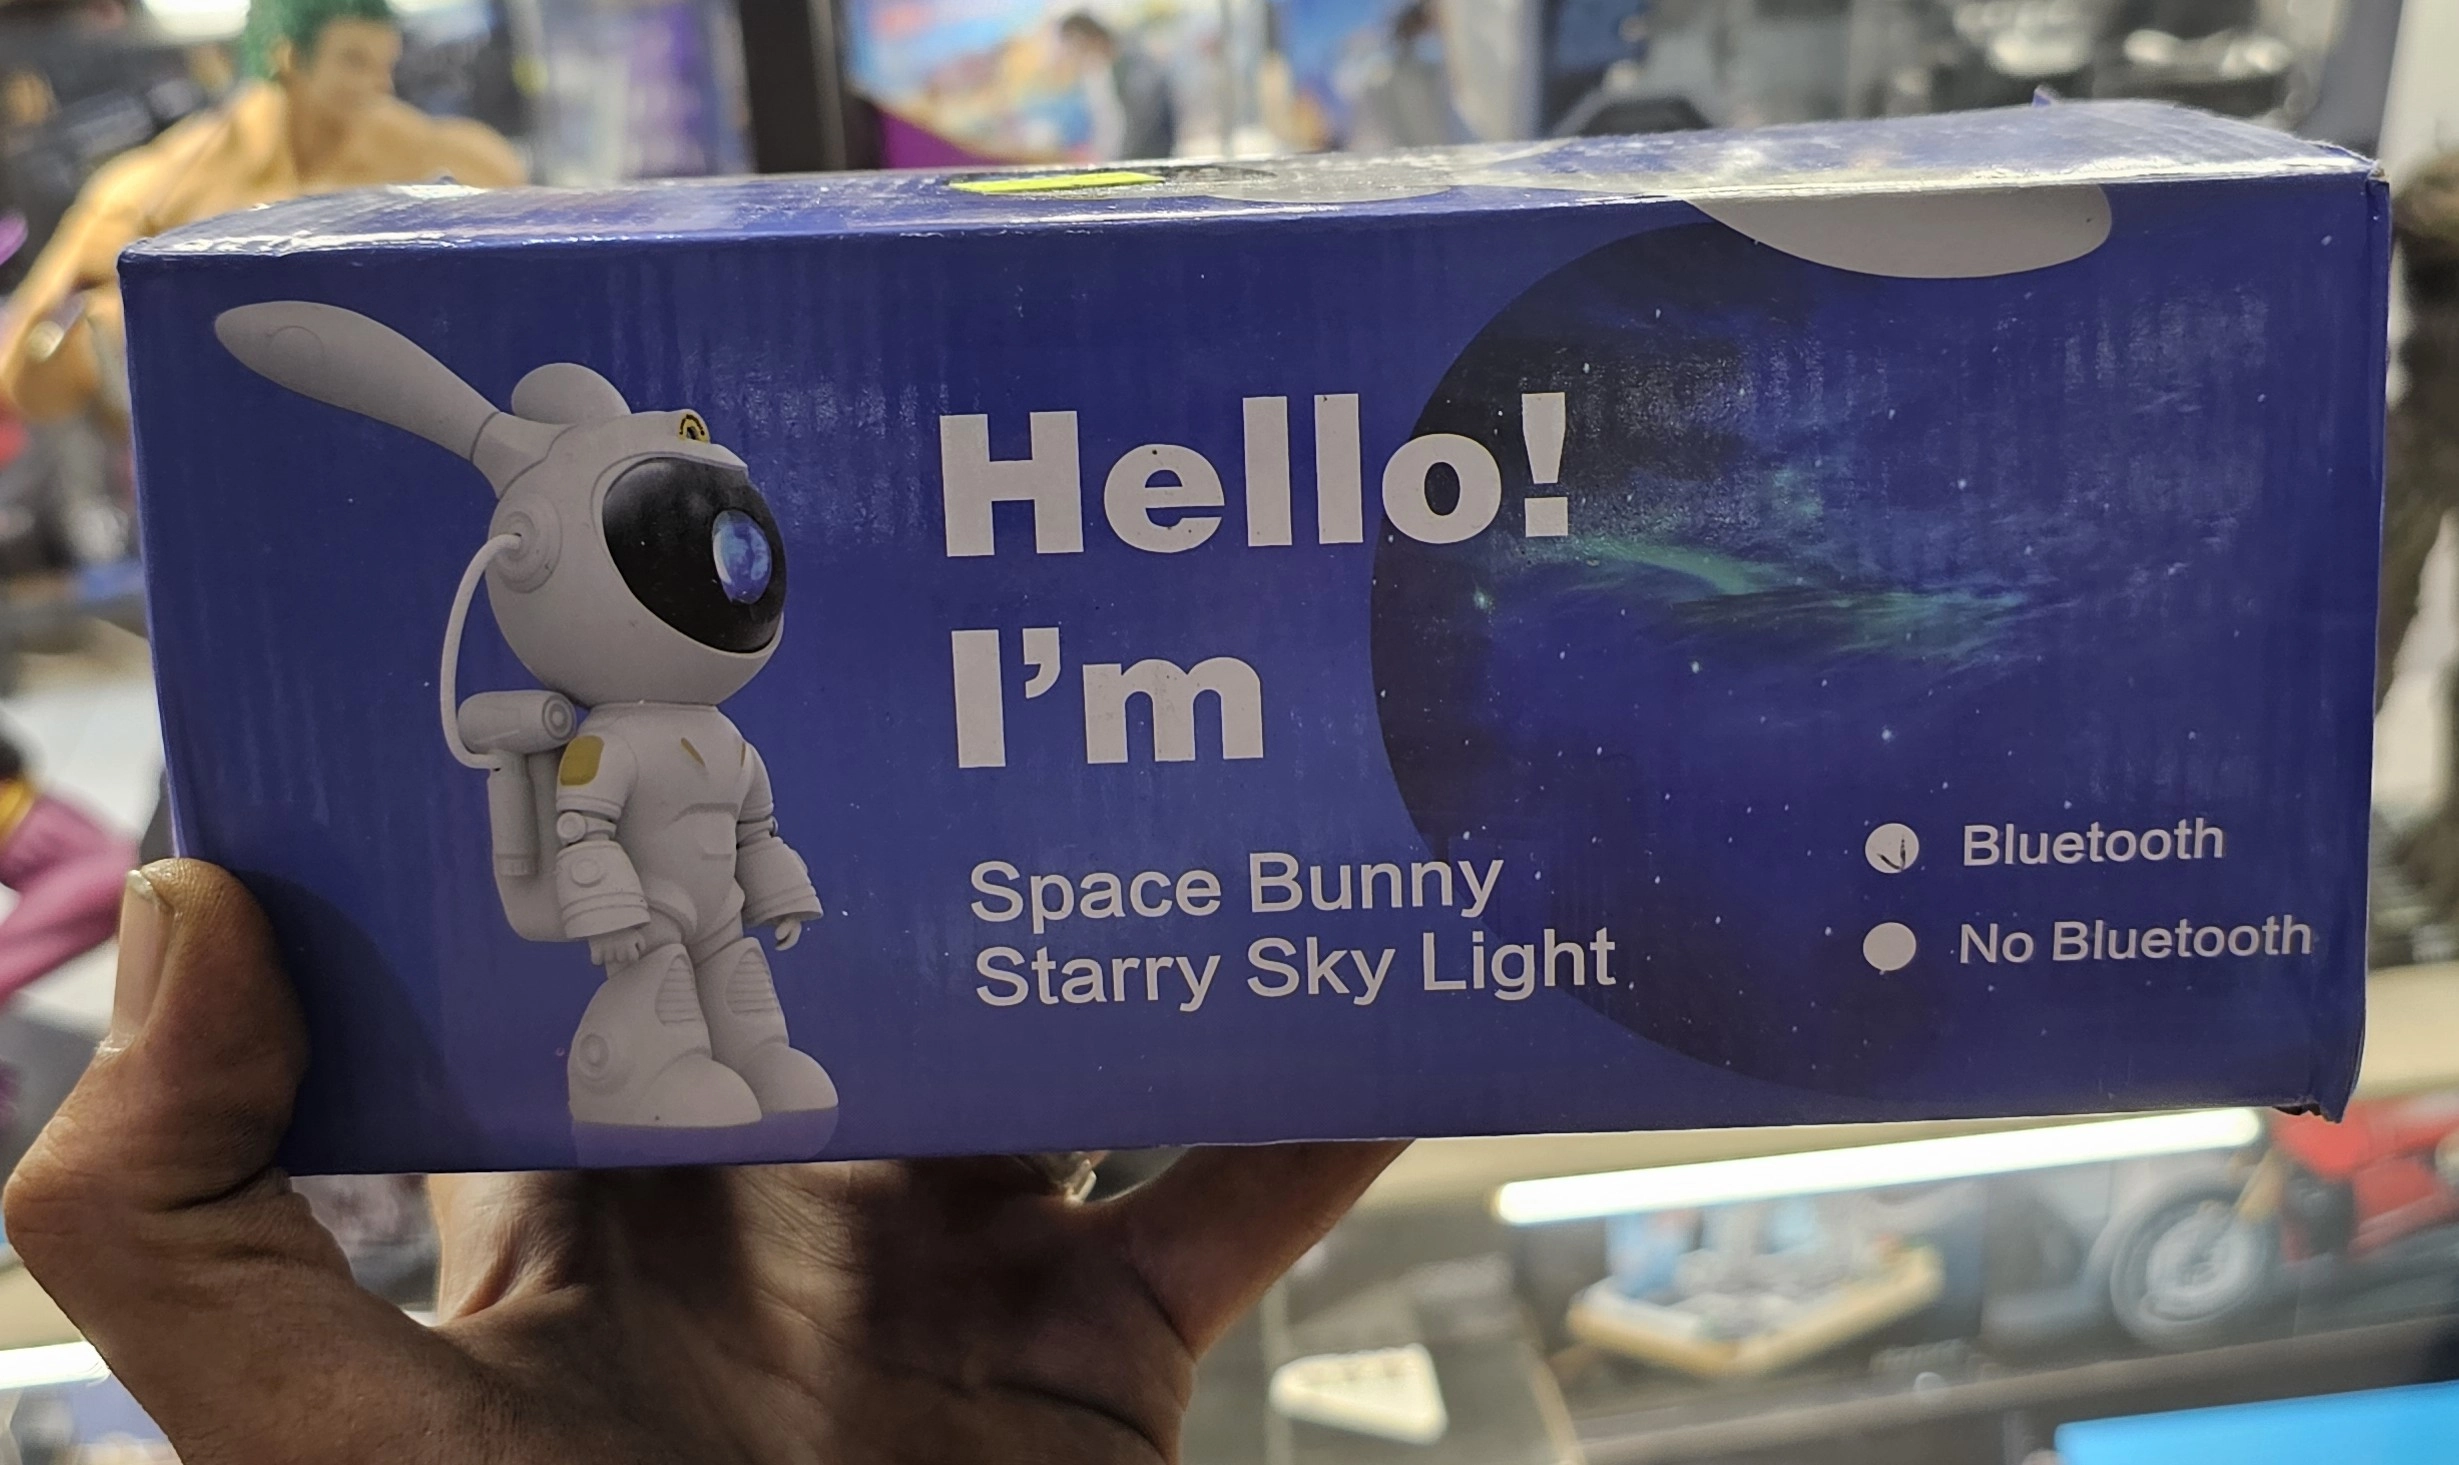 Hello!
I'm
Space Bunny
Starry Sky Light
Bluetooth
No Bluetooth